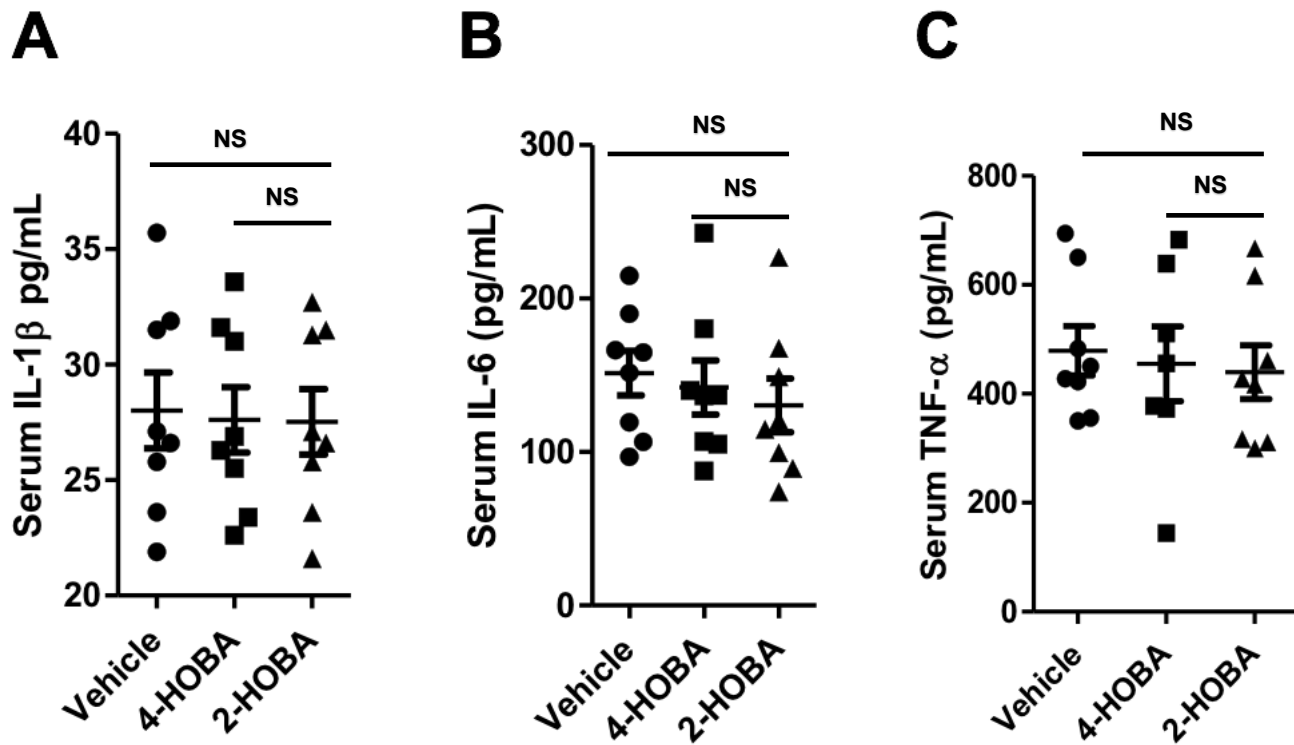 A
B
C
Serum IL-1β pg/mL
40
35
30
25
20
NS
NS
Vehicle
4-HOBA
2-HOBA
Serum IL-6 (pg/mL)
300
200
100
0
NS
NS
Vehicle
4-HOBA
2-HOBA
Serum TNF-α (pg/mL)
800
600
400
200
0
NS
NS
Vehicle
4-HOBA
2-HOBA